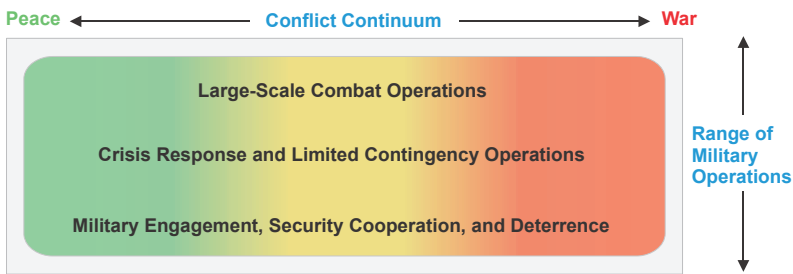 Peace
Conflict Continuum
War
Large-Scale Combat Operations
Crisis Response and Limited Contingency Operations
Military Engagement, Security Cooperation, and Deterrence
Range of
Military
Operations